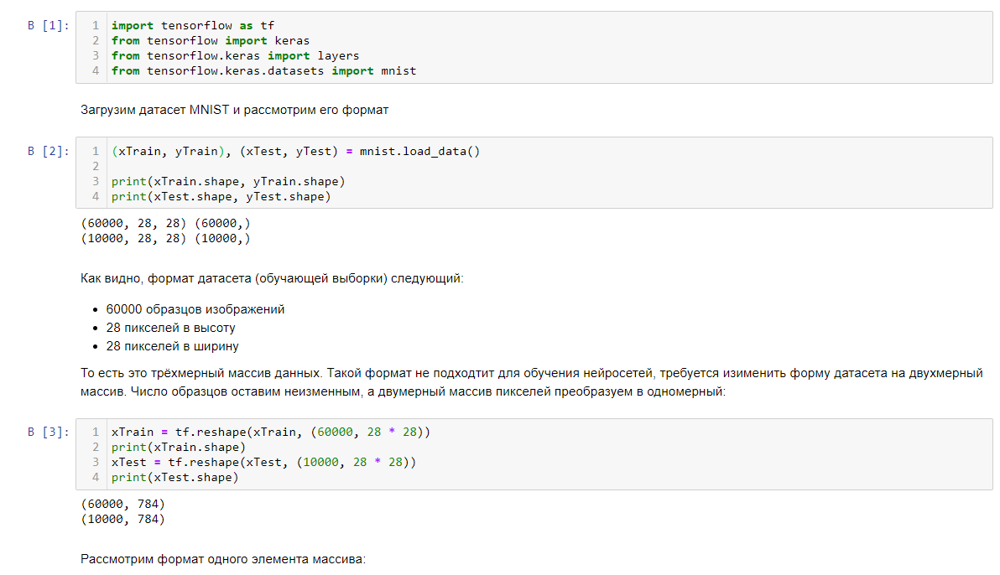 В [1]:
1 import tensorflow as tf
2 from tensorflow import keras
3 from tensorflow.keras import layers
4 from tensorflow.keras.datasets import mnist
Загрузим датасет MNIST и рассмотрим его формат
В [2]:
1 (xTrain, yTrain), (xTest, yTest) = mnist.load_data()
2
3 print(xTrain.shape, yTrain.shape)
4 print(xTest.shape, yTest.shape)
(60000, 28, 28) (60000,)
(10000, 28, 28) (10000,)
Как видно, формат датасета (обучающей выборки) следующий:
• 60000 образцов изображений
• 28 пикселей в высоту
• 28 пикселей в ширину
То есть это трёхмерный массив данных. Такой формат не подходтит для обучения нейросетей, требуется изименить форму датасета на двухмерный
массив. Число образцов оставим неизменным, а двумерный массив пикселей преобразуем в одномерный:
В [3]:
1 xTrain = tf.reshape(xTrain, (60000, 28 * 28))
2 print(xTrain.shape)
3 xTest = tf.reshape(xTest, (10000, 28 * 28))
4 print(xTest.shape)
(60000, 784)
(10000, 784)
Рассмотрим формат одного элемента массива: